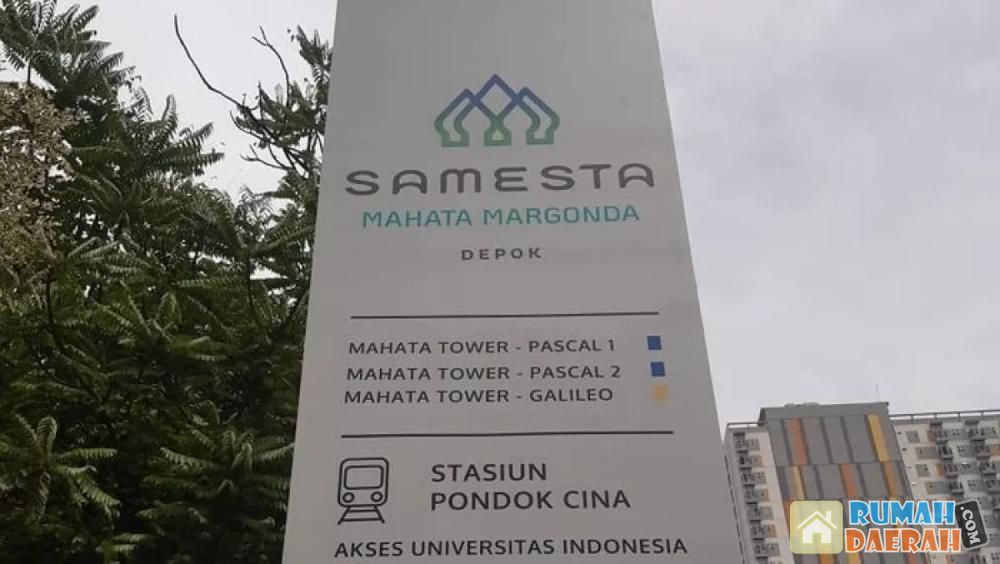 SAMESTA
MAHATA MARGONDA
DEPOK
MAHATA TOWER - PASCAL 1
MAHATA TOWER - PASCAL 2
MAHATA TOWER - GALILEO
STASIUN
PONDOK CINA
AKSES UNIVERSITAS INDONESIA
RUMAH
DAERAH
.COM